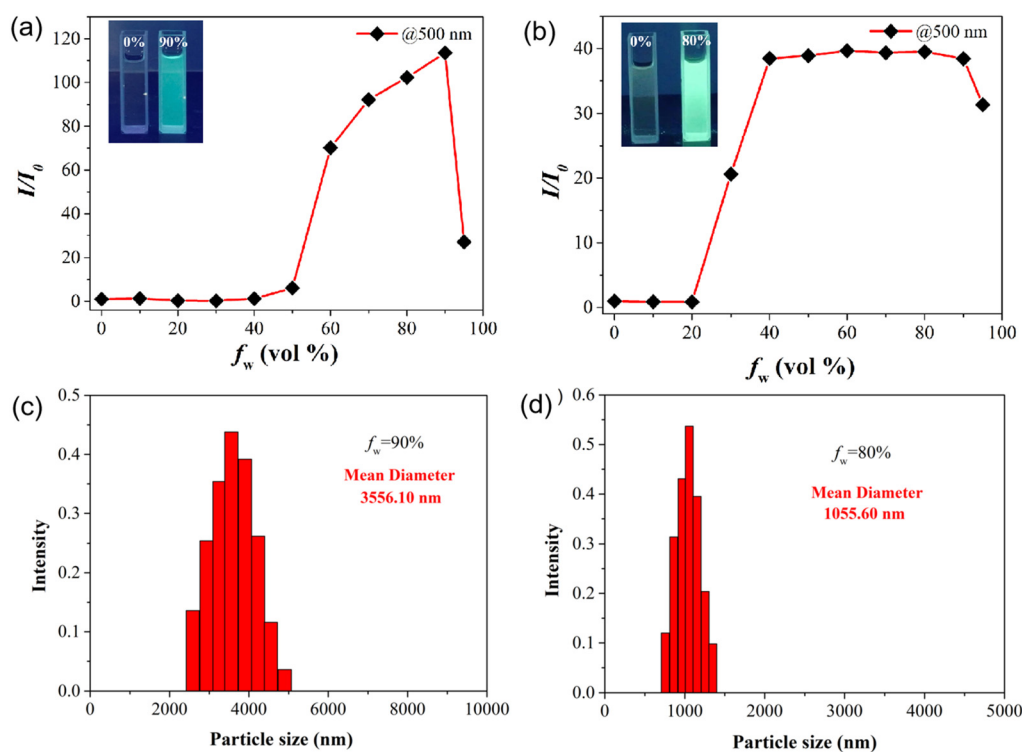 (a)
0% 90%
@500 nm
120
100
80
60
40
20
0
I/I0
0 20 40 60 80 100
fw (vol %)
(b)
0% 80%
@500 nm
40
30
20
10
0
I/I0
0 20 40 60 80 100
fw (vol %)
(c)
0.5
0.4
0.3
0.2
0.1
0.0
Intensity
fw=90%
Mean Diameter
3556.10 nm
0 2000 4000 6000 8000 10000
Particle size (nm)
(d)
)
0.6
0.5
0.4
0.3
0.2
0.1
0.0
Intensity
fw=80%
Mean Diameter
1055.60 nm
0 1000 2000 3000 4000 5000
Particle size (nm)